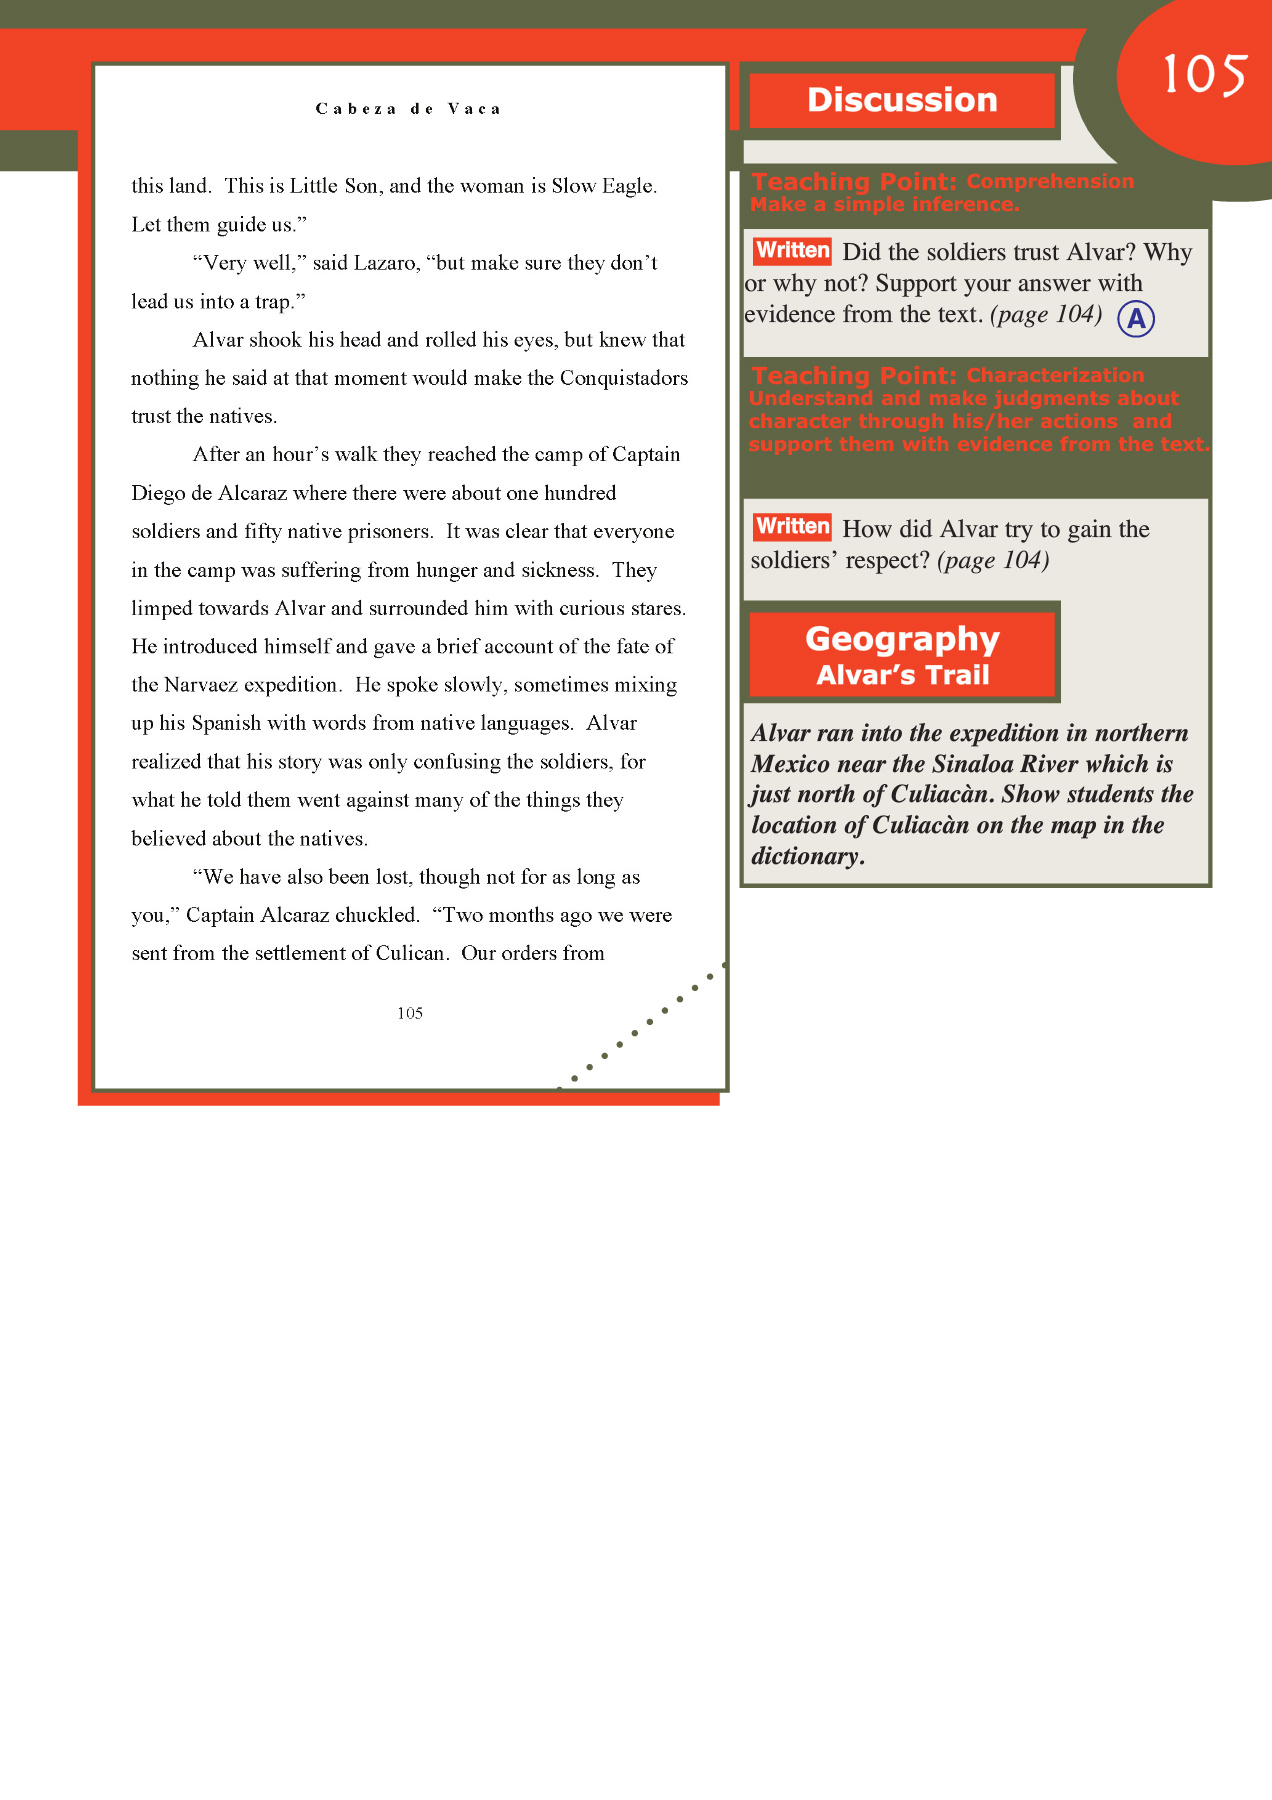 105
Cabeza de Vaca
this land.  This is Little Son, and the woman is Slow Eagle.
Let them guide us.”
“Very well,” said Lazaro, “but make sure they don’t
lead us into a trap.”
Alvar shook his head and rolled his eyes, but knew that
nothing he said at that moment would make the Conquistadors
trust the natives.
After an hour’s walk they reached the camp of Captain
Diego de Alcaraz where there were about one hundred
soldiers and fifty native prisoners.  It was clear that everyone
in the camp was suffering from hunger and sickness.  They
limped towards Alvar and surrounded him with curious stares.
He introduced himself and gave a brief account of the fate of
the Narvaez expedition.  He spoke slowly, sometimes mixing
up his Spanish with words from native languages.  Alvar
realized that his story was only confusing the soldiers, for
what he told them went against many of the things they
believed about the natives.
“We have also been lost, though not for as long as
you,” Captain Alcaraz chuckled.  “Two months ago we were
sent from the settlement of Culican.  Our orders from
105
Discussion
Teaching Point: Comprehension
Make a simple inference.
Written Did the soldiers trust Alvar? Why
or why not? Support your answer with
evidence from the text. (page 104) A
Teaching Point: Characterization
Understand and make judgments about
character through his/her actions  and
support them with evidence from the text.
Written How did Alvar try to gain the
soldiers’ respect? (page 104)
Geography
Alvar’s Trail
Alvar ran into the expedition in northern
Mexico near the Sinaloa River which is
just north of Culiacàn. Show students the
location of Culiacàn on the map in the
dictionary.